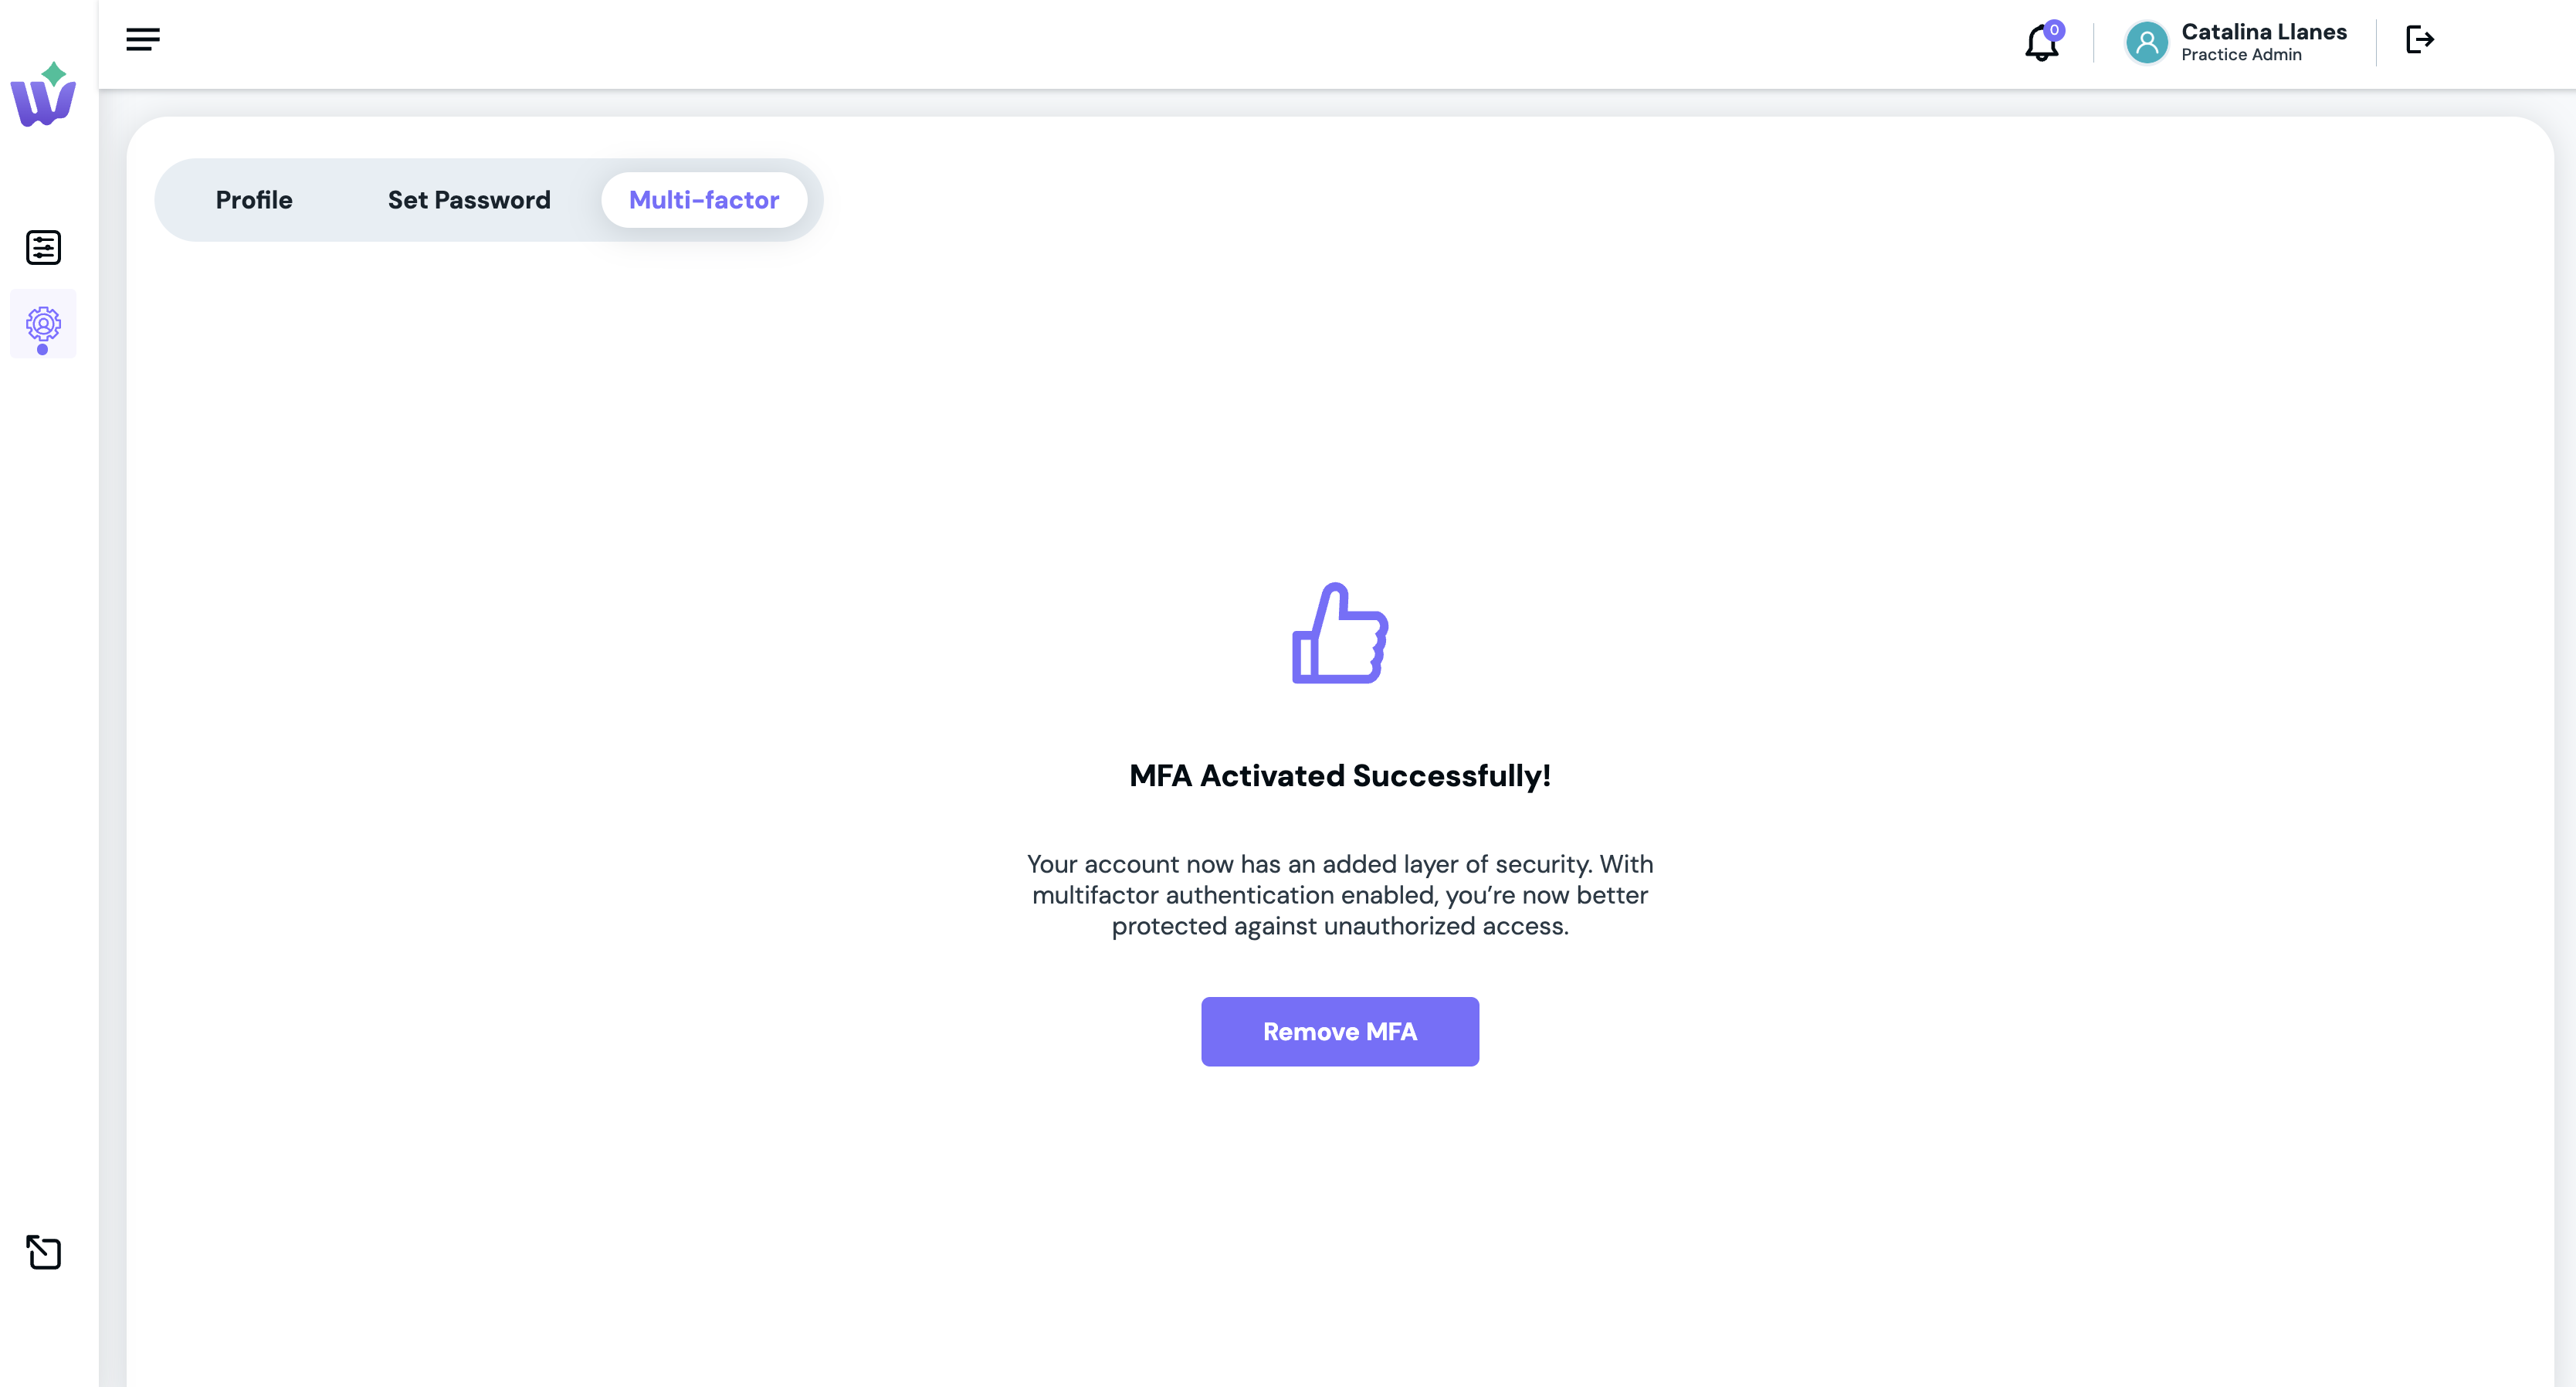 0
Catalina Llanes
Practice Admin
Profile
Set Password
Multi-factor
MFA Activated Successfully!
Your account now has an added layer of security. With
multifactor authentication enabled, you’re now better
protected against unauthorized access.
Remove MFA